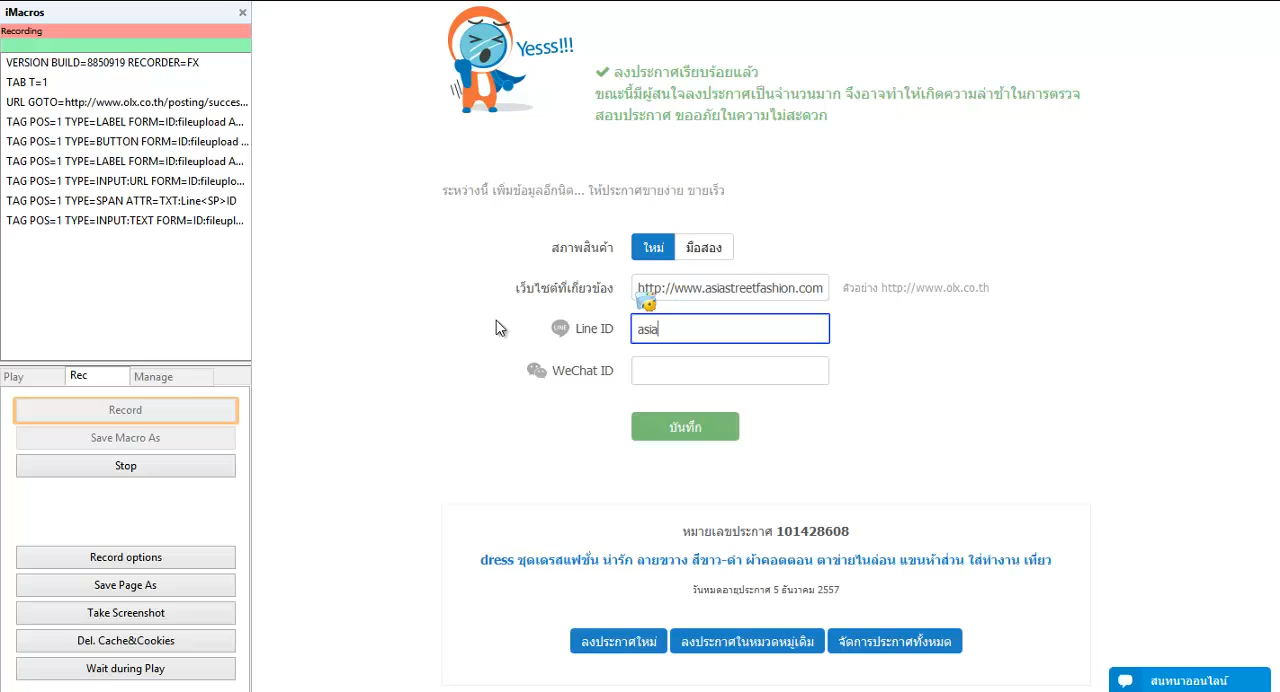 iMacros
Recording
VERSION BUILD=8850919 RECORDER=FX
TAB T=1
URL GOTO=http://www.olx.co.th/posting/succes...
TAG POS=1 TYPE=LABEL FORM=ID:fileupload A...
TAG POS=1 TYPE=BUTTON FORM=ID:fileupload ...
TAG POS=1 TYPE=LABEL FORM=ID:fileupload A...
TAG POS=1 TYPE=INPUT:URL FORM=ID:fileuplo...
TAG POS=1 TYPE=SPAN ATTR=TXT:Line<SP>ID
TAG POS=1 TYPE=INPUT:TEXT FORM=ID:fileupl...
Play Rec Manage
Record
Save Macro As
Stop
Record options
Save Page As
Take Screenshot
Del. Cache&Cookies
Wait during Play
Yesss!!!
ลงประกาศเรียบร้อยแล้ว
ขณะนี้มีผู้สนใจลงประกาศเป็นจำนวนมาก จึงอาจทำให้เกิดความล่าช้าในการตรวจ
สอบประกาศ ขออภัยในความไม่สะดวก
ระหว่างนี้ เพิ่มข้อมูลอีกนิด... ให้ประกาศขายง่าย ขายเร็ว
สภาพสินค้า ใหม่ มือสอง
เว็บไซต์ที่เกี่ยวข้อง http://www.asiastreetfashion.com ตัวอย่าง http://www.olx.co.th
LINE Line ID asia
WeChat ID
บันทึก
หมายเลขประกาศ 101428608
dress ชุดเดรสแฟชั่น น่ารัก ลายขวาง สีขาว-ดำ ผ้าคอตตอน ตาข่ายไนล่อน แขนห้าส่วน ใส่ทำงาน เที่ยว
วันหมดอายุประกาศ 5 ธันวาคม 2557
ลงประกาศใหม่ ลงประกาศในหมวดหมู่เดิม จัดการประกาศทั้งหมด
สนทนาออนไลน์